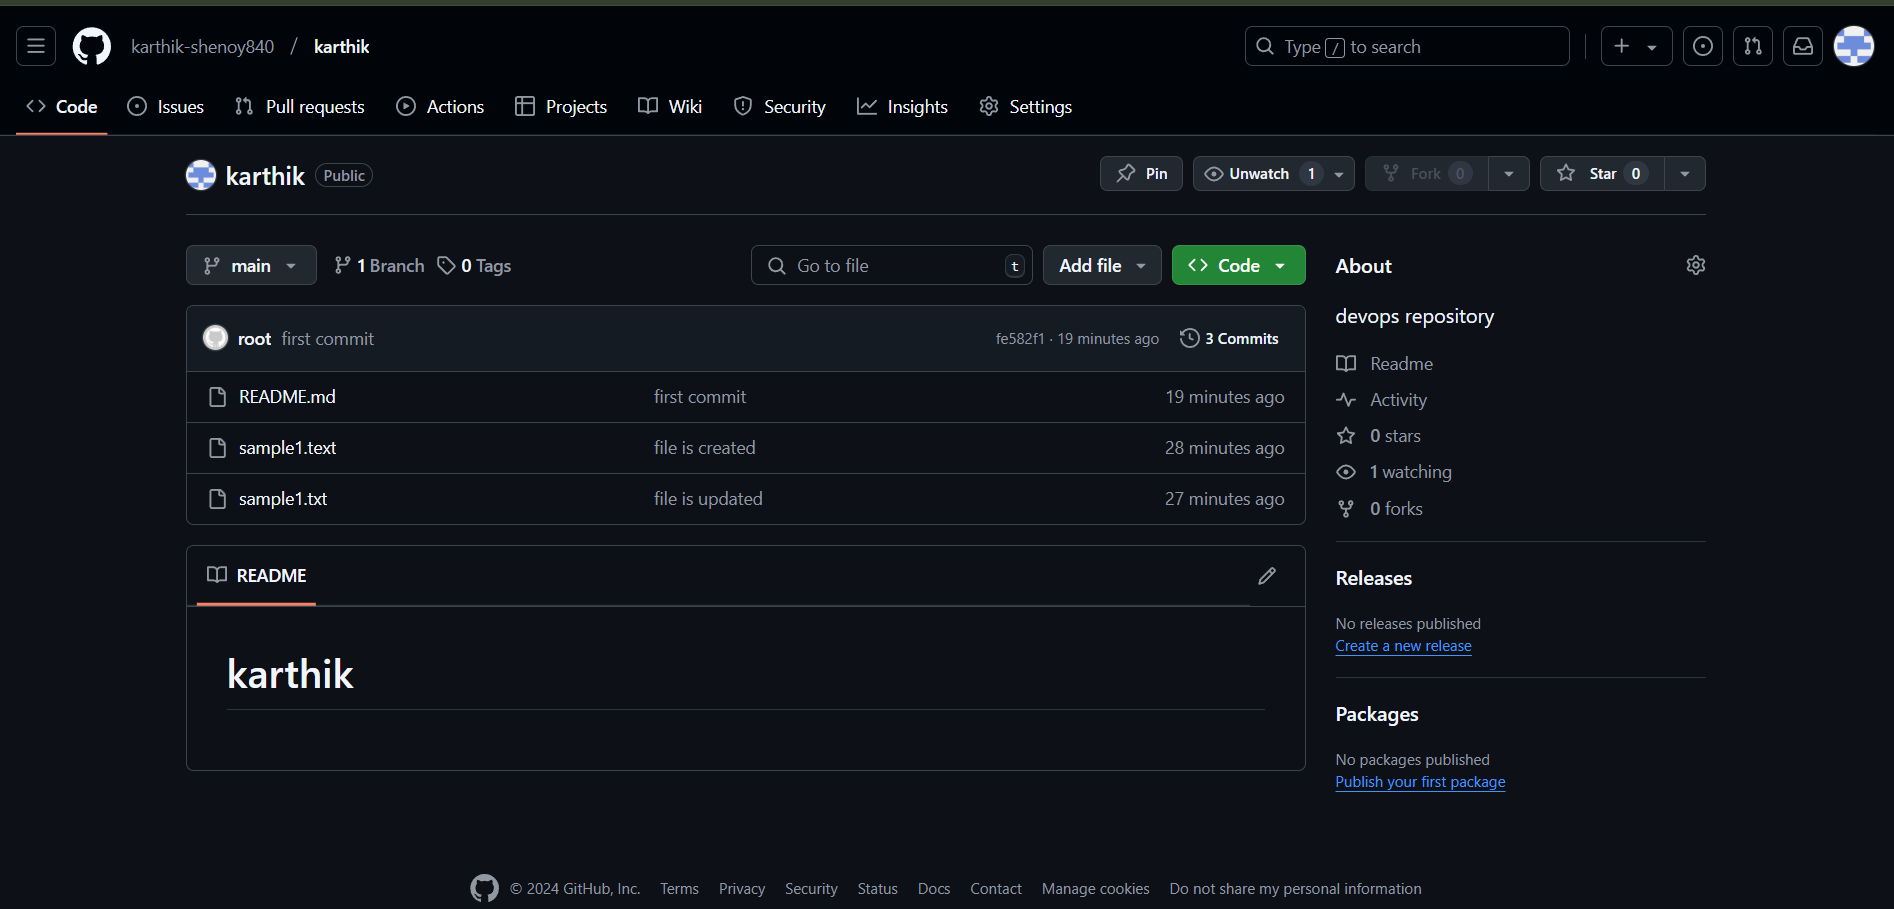 karthik-shenoy840 / karthik
Type / to search
Code Issues Pull requests Actions Projects Wiki Security Insights Settings
karthik Public
Pin Unwatch 1 Fork 0 Star 0
main 1 Branch 0 Tags Go to file t Add file Code
root first commit fe582f1 · 19 minutes ago 3 Commits
README.md first commit 19 minutes ago
sample1.text file is created 28 minutes ago
sample1.txt file is updated 27 minutes ago
README
karthik
About
devops repository
Readme
Activity
0 stars
1 watching
0 forks
Releases
No releases published
Create a new release
Packages
No packages published
Publish your first package
© 2024 GitHub, Inc. Terms Privacy Security Status Docs Contact Manage cookies Do not share my personal information